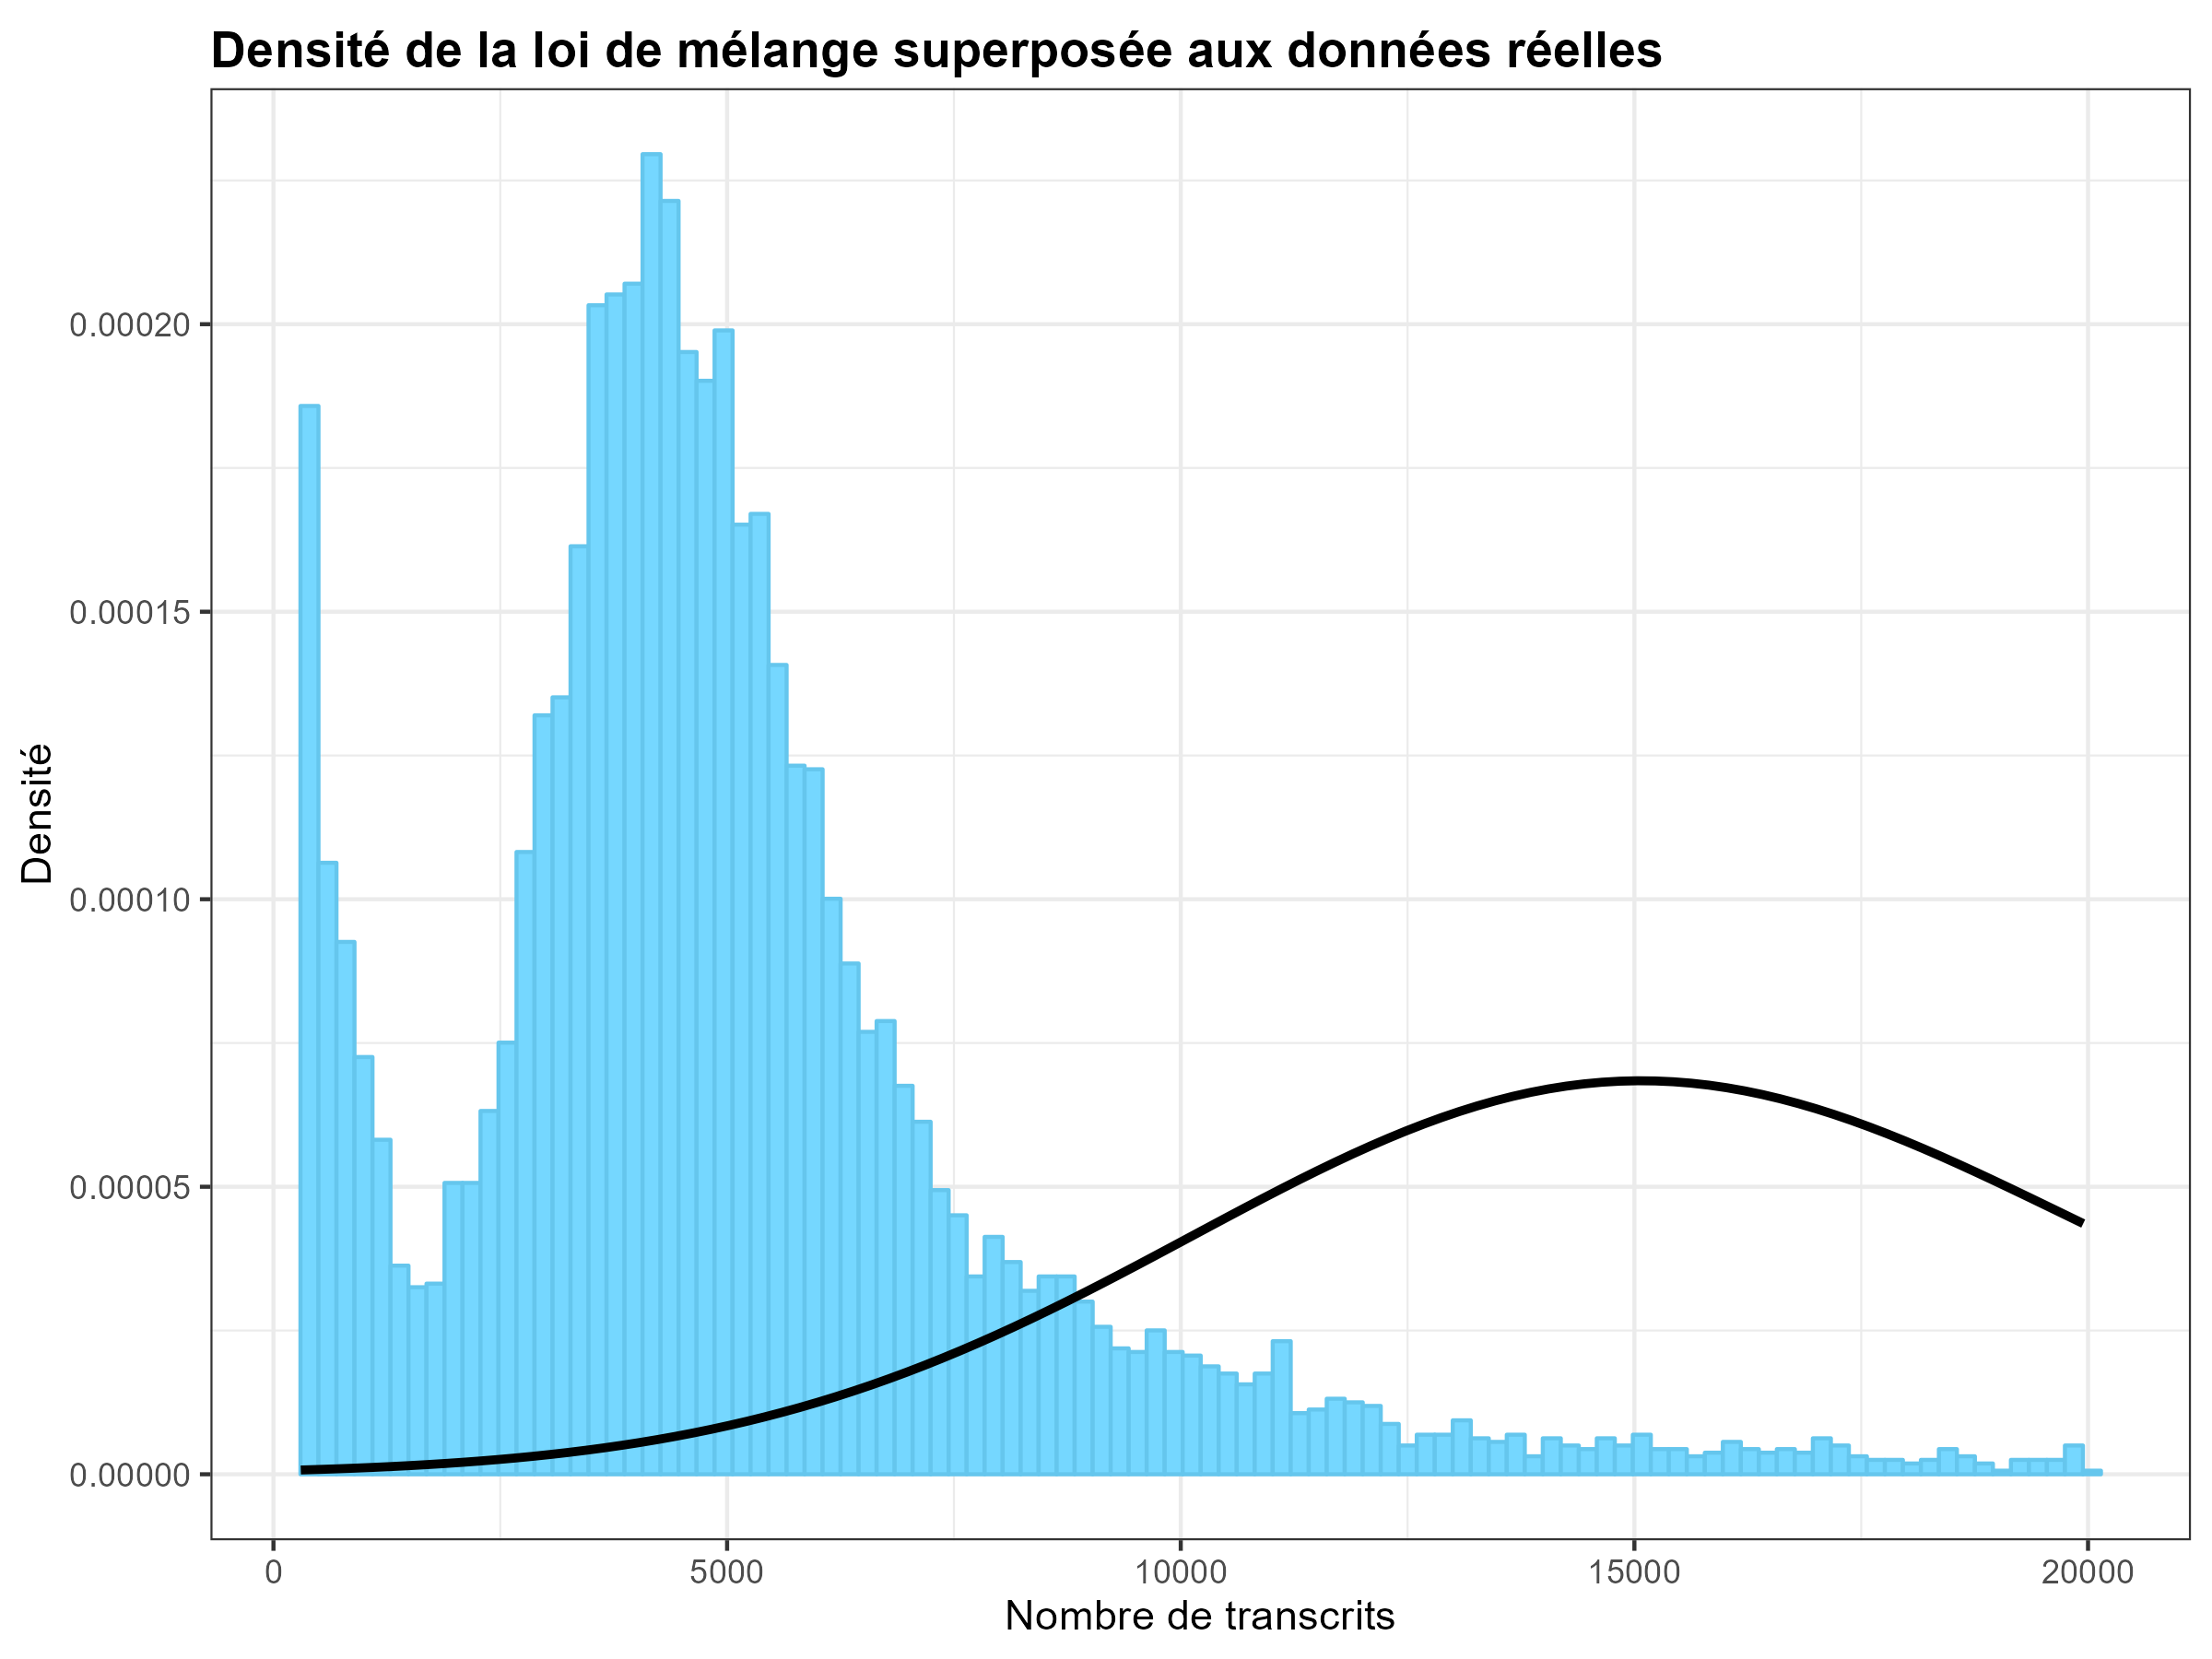 Densité de la loi de mélange superposée aux données réelles
Densité
0.00020
0.00015
0.00010
0.00005
0.00000
0 5000 10000 15000 20000
Nombre de transcrits